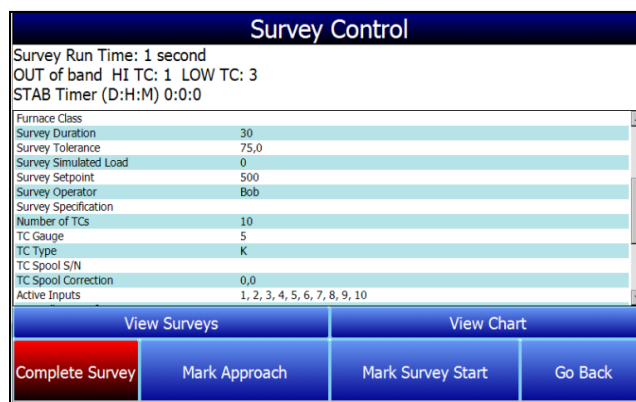 Survey Control
Survey Run Time: 1 second
OUT of band HI TC: 1 LOW TC: 3
STAB Timer (D:H:M) 0:0:0
Furnace Class
Survey Duration 30
Survey Tolerance 75,0
Survey Simulated Load 0
Survey Setpoint 500
Survey Operator Bob
Survey Specification
Number of TCs 10
TC Gauge 5
TC Type K
TC Spool S/N
TC Spool Correction 0,0
Active Inputs 1, 2, 3, 4, 5, 6, 7, 8, 9, 10
View Surveys View Chart
Complete Survey Mark Approach Mark Survey Start Go Back